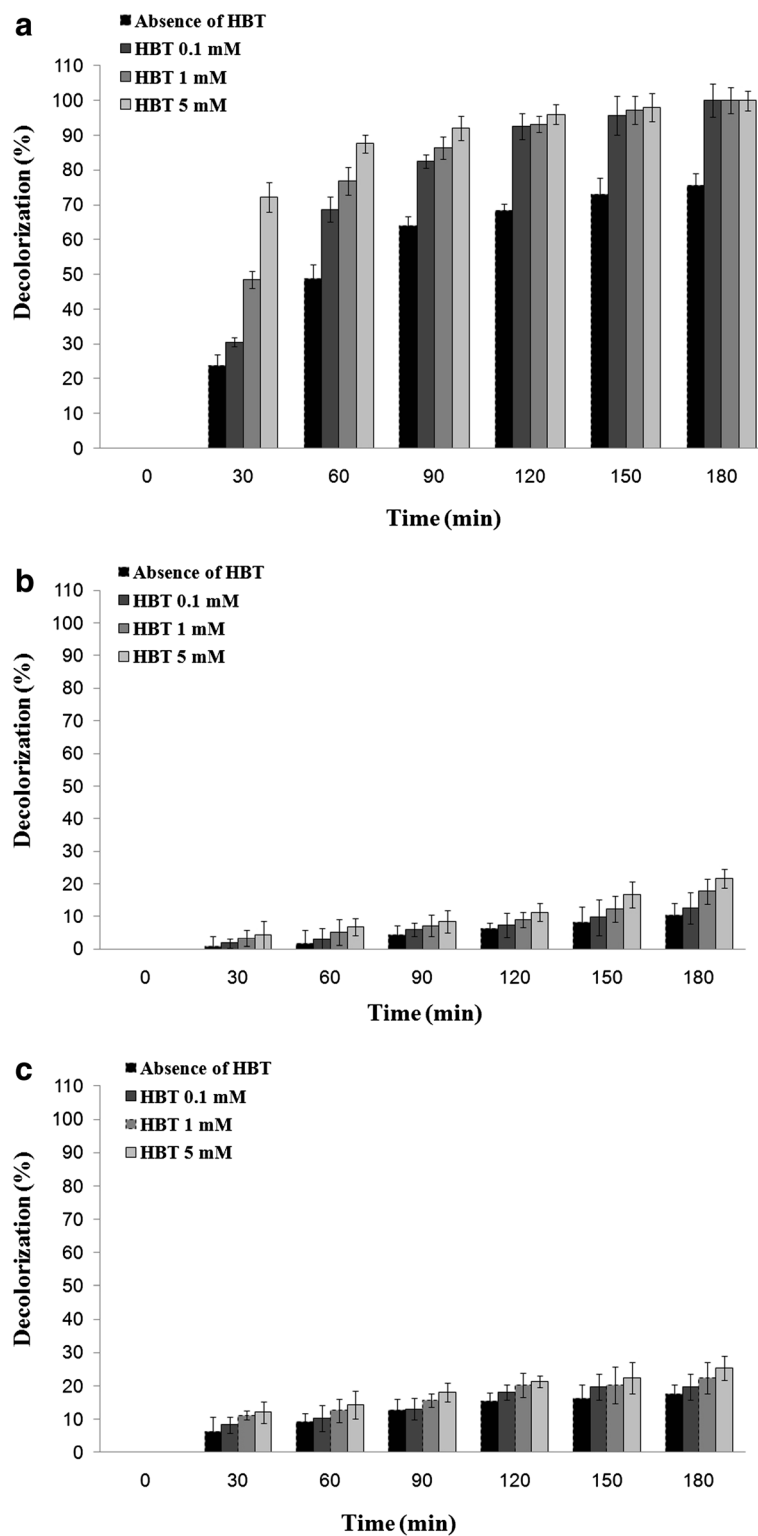 a
Absence of HBT
HBT 0.1 mM
HBT 1 mM
HBT 5 mM
Decolorization (%)
110
100
90
80
70
60
50
40
30
20
10
0
0 30 60 90 120 150 180
Time (min)
b
Absence of HBT
HBT 0.1 mM
HBT 1 mM
HBT 5 mM
Decolorization (%)
110
100
90
80
70
60
50
40
30
20
10
0
0 30 60 90 120 150 180
Time (min)
c
Absence of HBT
HBT 0.1 mM
HBT 1 mM
HBT 5 mM
Decolorization (%)
110
100
90
80
70
60
50
40
30
20
10
0
0 30 60 90 120 150 180
Time (min)